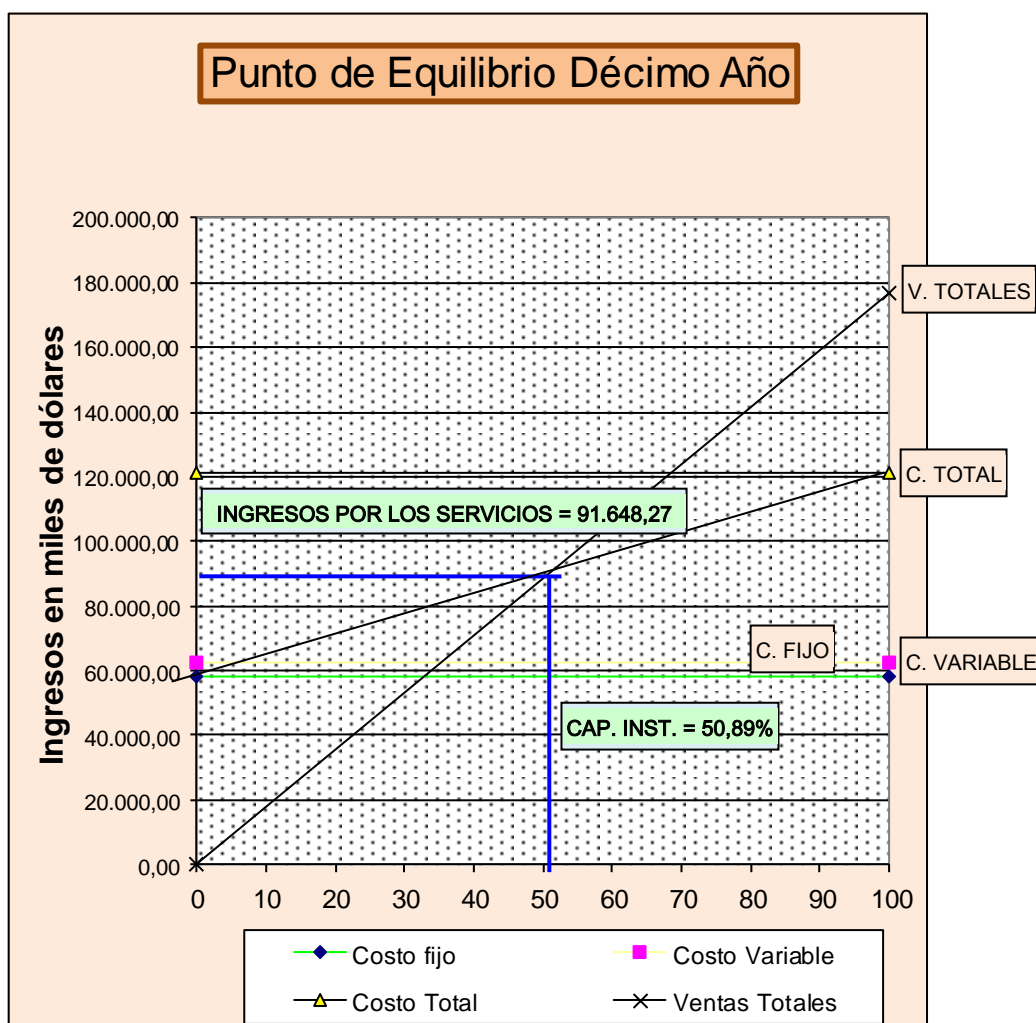 Punto de Equilibrio Décimo Año
Ingresos en miles de dólares
200.000,00
180.000,00
160.000,00
140.000,00
120.000,00
100.000,00
80.000,00
60.000,00
40.000,00
20.000,00
0,00
V. TOTALES
C. TOTAL
INGRESOS POR LOS SERVICIOS = 91.648,27
C. FIJO
C. VARIABLE
CAP. INST. = 50,89%
0 10 20 30 40 50 60 70 80 90 100
Costo fijo Costo Variable
Costo Total Ventas Totales